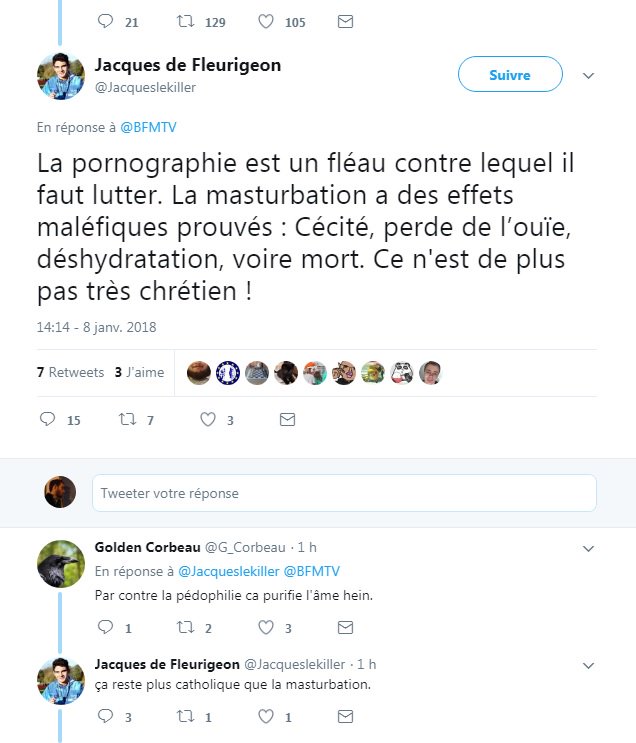 21 129 105
Jacques de Fleurigeon
@Jacqueslekiller
Suivre
En réponse à @BFMTV
La pornographie est un fléau contre lequel il
faut lutter. La masturbation a des effets
maléfiques prouvés : Cécité, perde de l’ouïe,
déshydratation, voire mort. Ce n'est de plus
pas très chrétien !
14:14 - 8 janv. 2018
7 Retweets 3 J'aime
15 7 3
Tweeter votre réponse
Golden Corbeau @G_Corbeau · 1 h
En réponse à @Jacqueslekiller @BFMTV
Par contre la pédophilie ca purifie l'âme hein.
1 2 3
Jacques de Fleurigeon @Jacqueslekiller · 1 h
ça reste plus catholique que la masturbation.
3 1 1